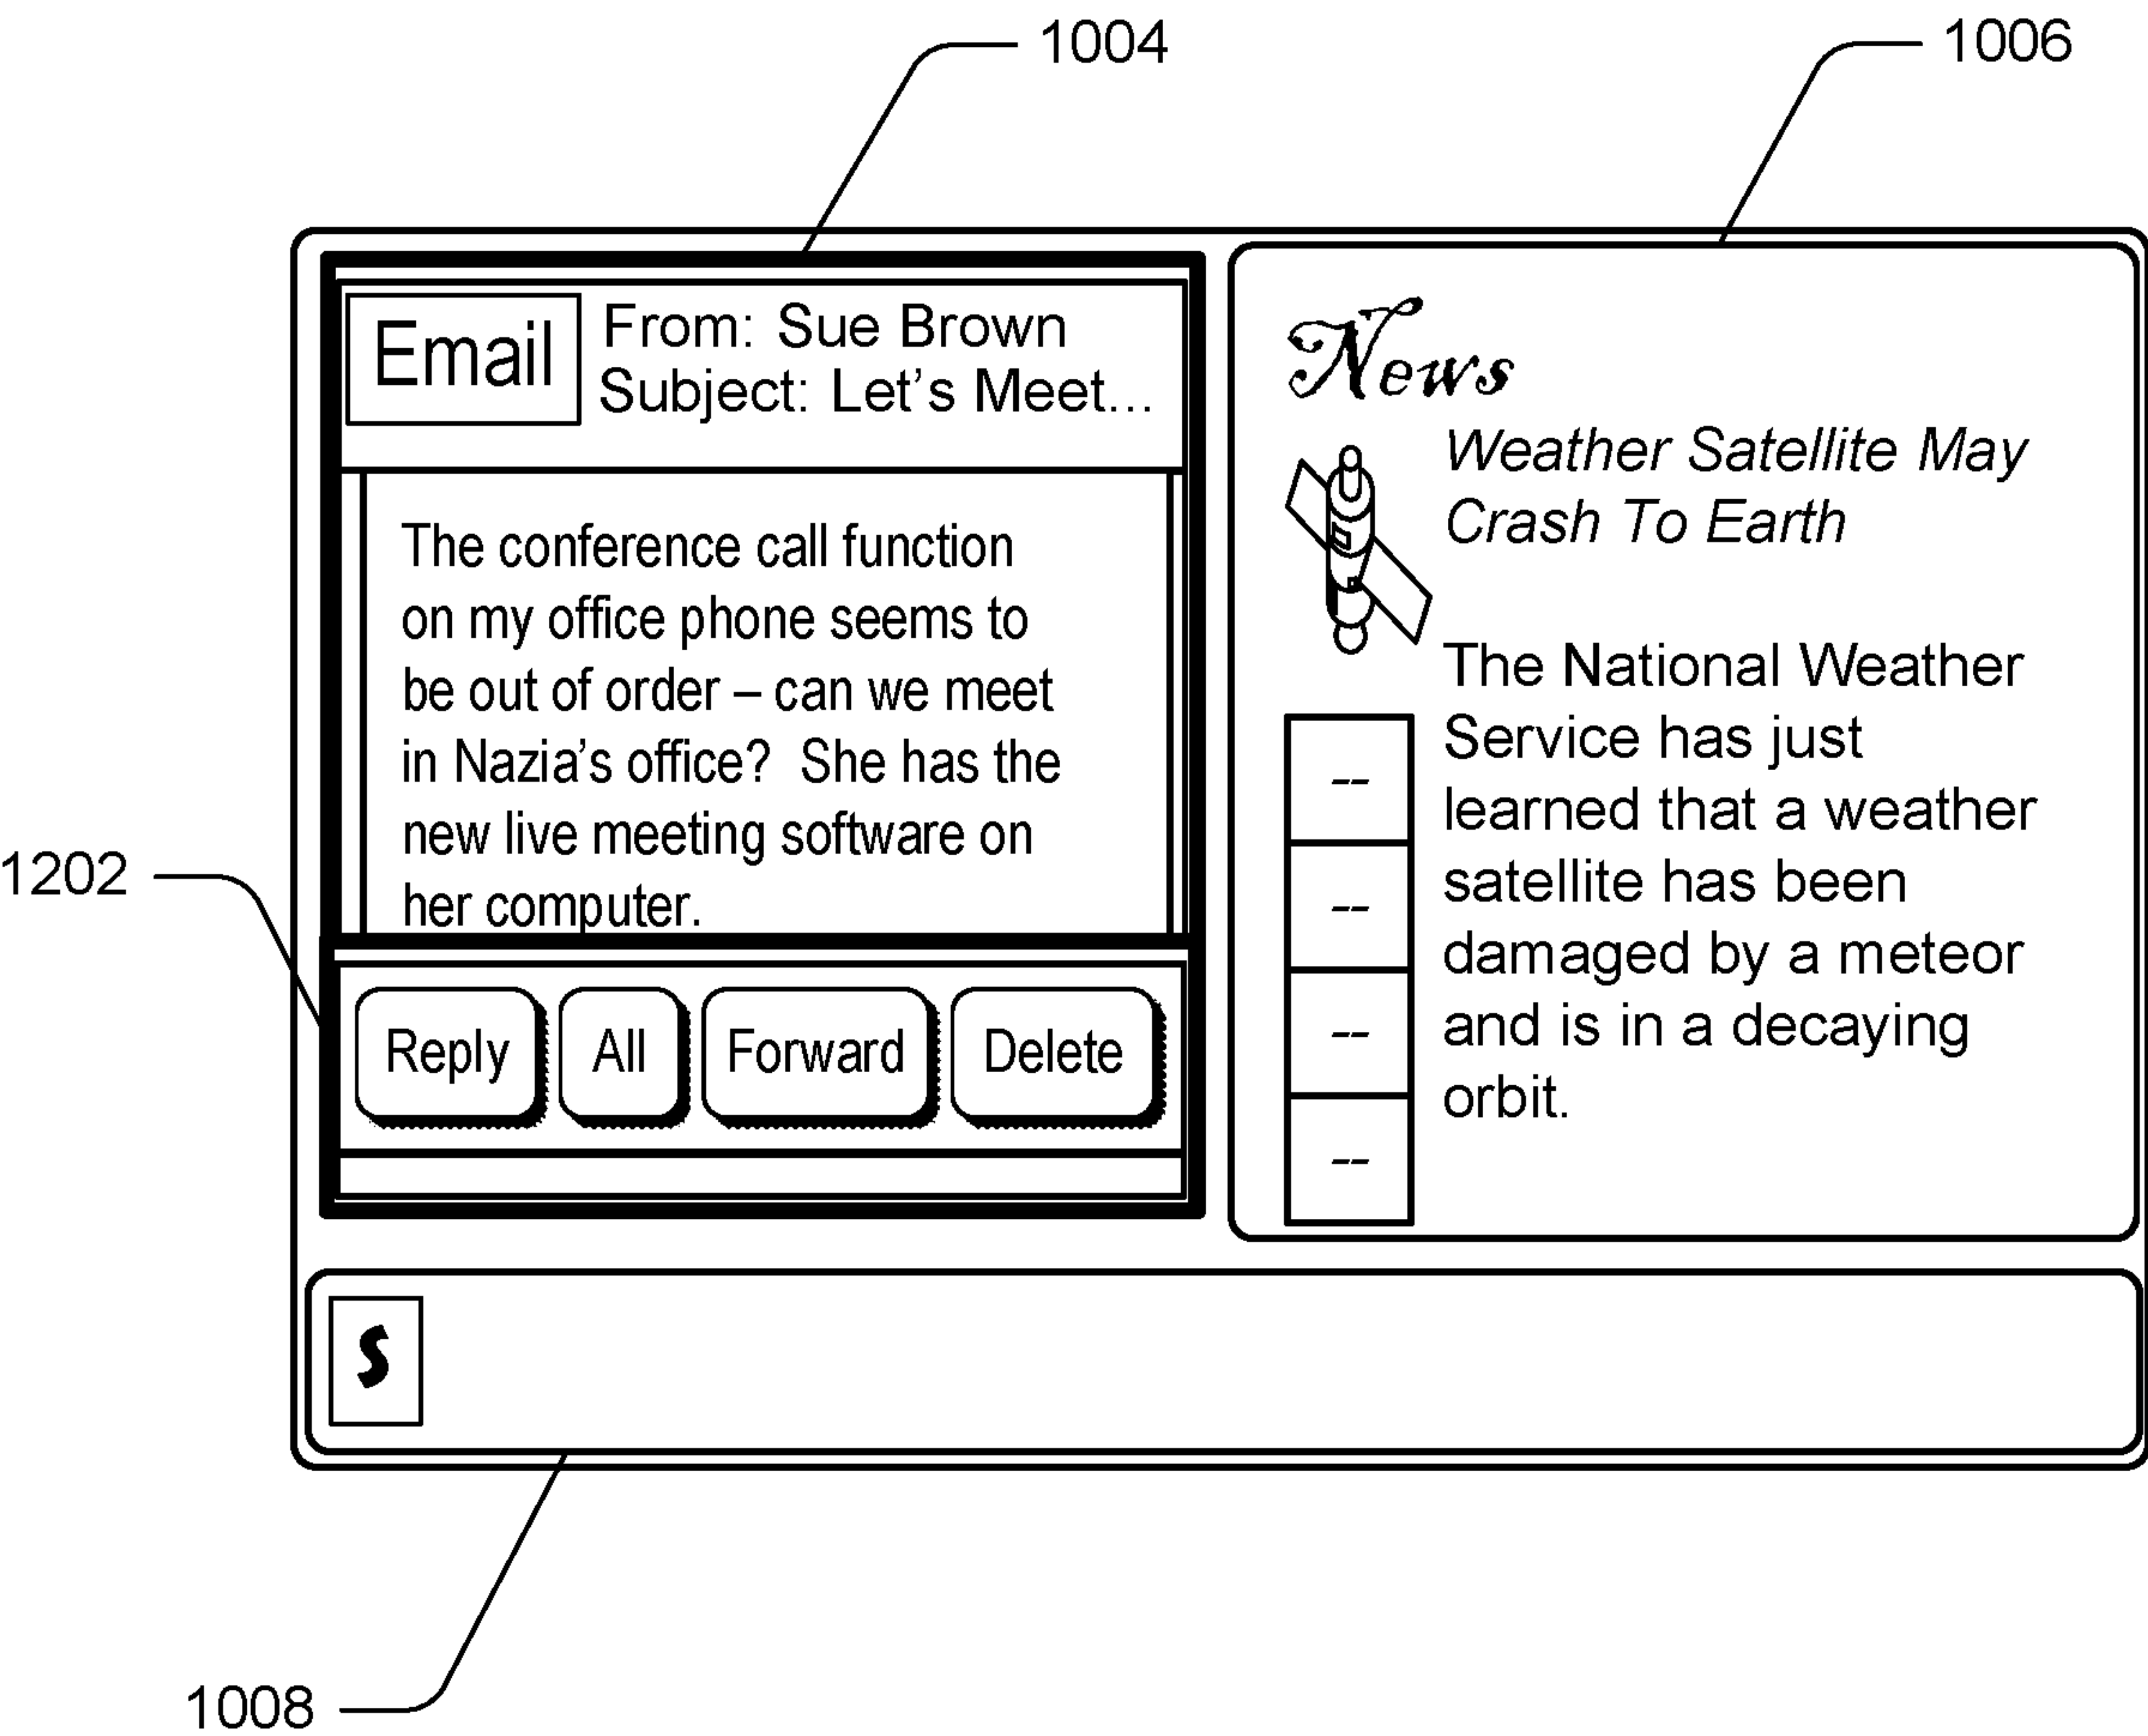 1004
1006
Email
From: Sue Brown
Subject: Let's Meet...
The conference call function
on my office phone seems to
be out of order – can we meet
in Nazia's office?  She has the
new live meeting software on
her computer.
1202
Reply
All
Forward
Delete
News
Weather Satellite May
Crash To Earth
The National Weather
Service has just
learned that a weather
satellite has been
damaged by a meteor
and is in a decaying
orbit.
--
--
--
--
S
1008